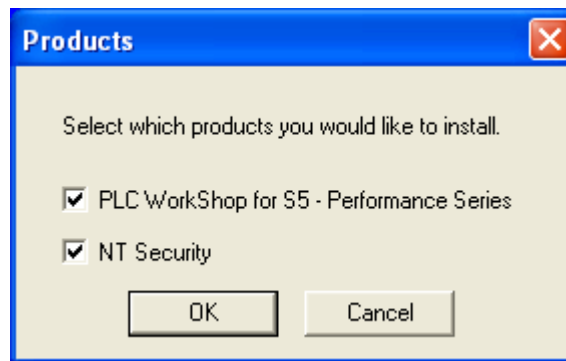 Products
Select which products you would like to install.
PLC WorkShop for S5 - Performance Series
NT Security
OK
Cancel